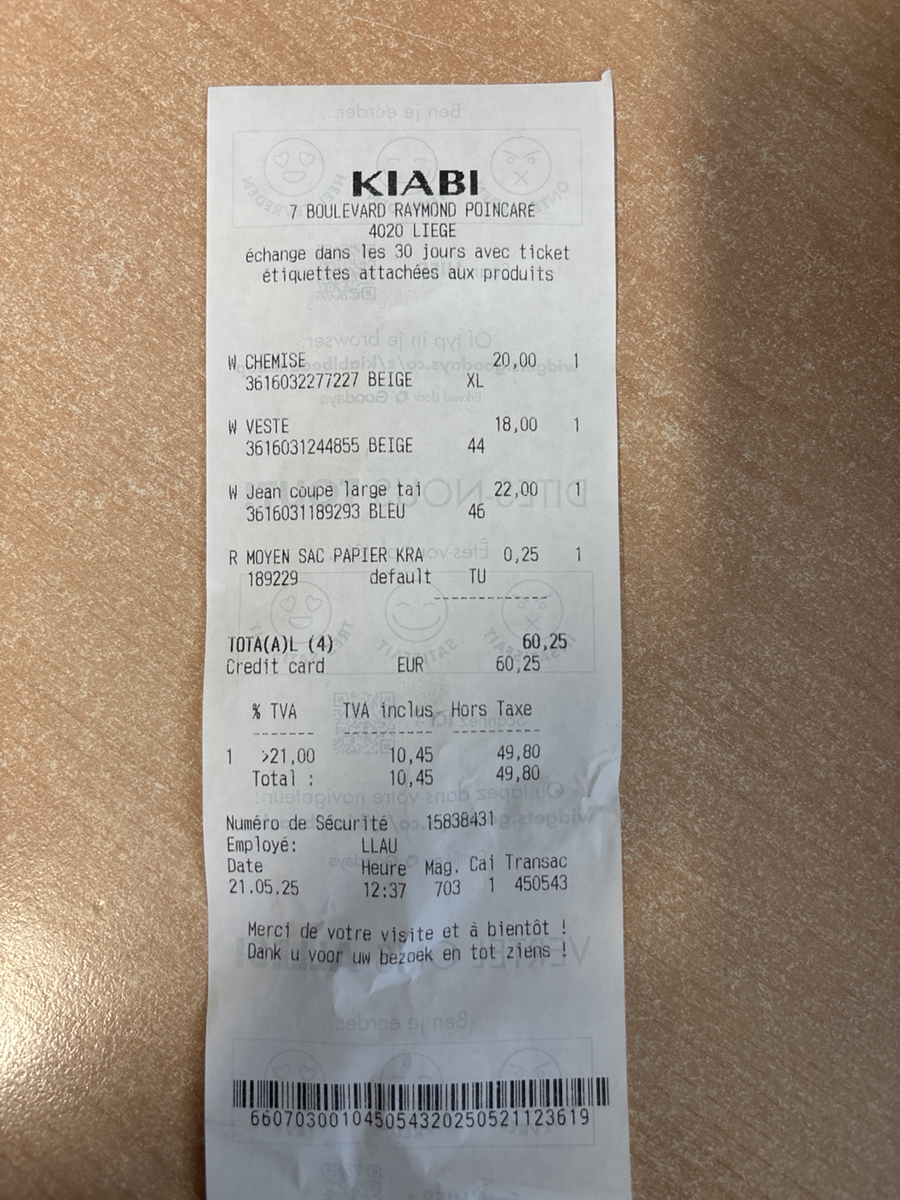 KIABI
7 BOULEVARD RAYMOND POINCARÉ
4020 LIEGE
échange dans les 30 jours avec ticket
étiquettes attachées aux produits
W CHEMISE 20,00 1
3616032277227 BEIGE XL
W VESTE 18,00 1
3616031244855 BEIGE 44
W Jean coupe large tai 22,00 1
3616031189293 BLEU 46
R MOYEN SAC PAPIER KRA 0,25 1
189229 default TU
TOTA(A)L (4) 60,25
Credit card EUR 60,25
% TVA TVA inclus Hors Taxe
1 >21,00 10,45 49,80
Total : 10,45 49,80
Numéro de Sécurité 15838431
Employé: LLAU
Date Heure Mag. Cai Transac
21.05.25 12:37 703 1 450543
Merci de votre visite et à bientôt !
Dank u voor uw bezoek en tot ziens !
660703001045054320250521123619